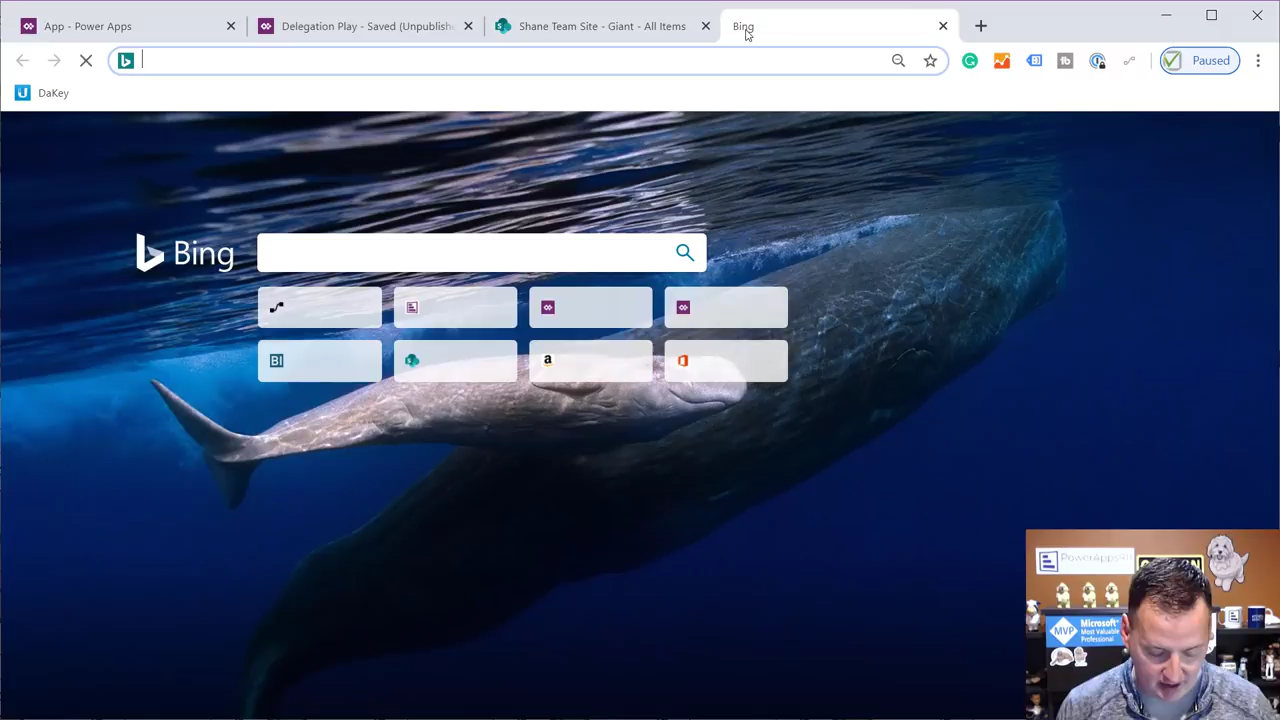 App - Power Apps
Delegation Play - Saved (Unpublishe
Shane Team Site - Giant - All Items
Bing
Paused
DaKey
Bing
PowerApps911
Microsoft
Most Valuable
Professional
MVP